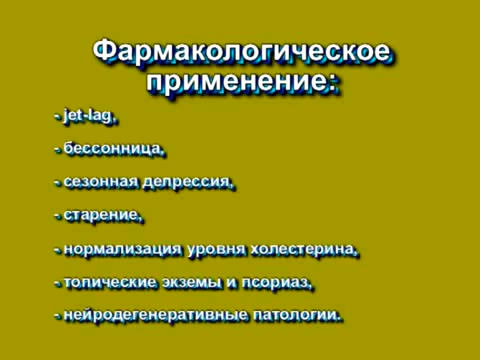 Фармакологическое
применение:
- jet-lag,
- бессонница,
- сезонная депрессия,
- старение,
- нормализация уровня холестерина,
- топические экземы и псориаз,
- нейродегенеративные патологии.